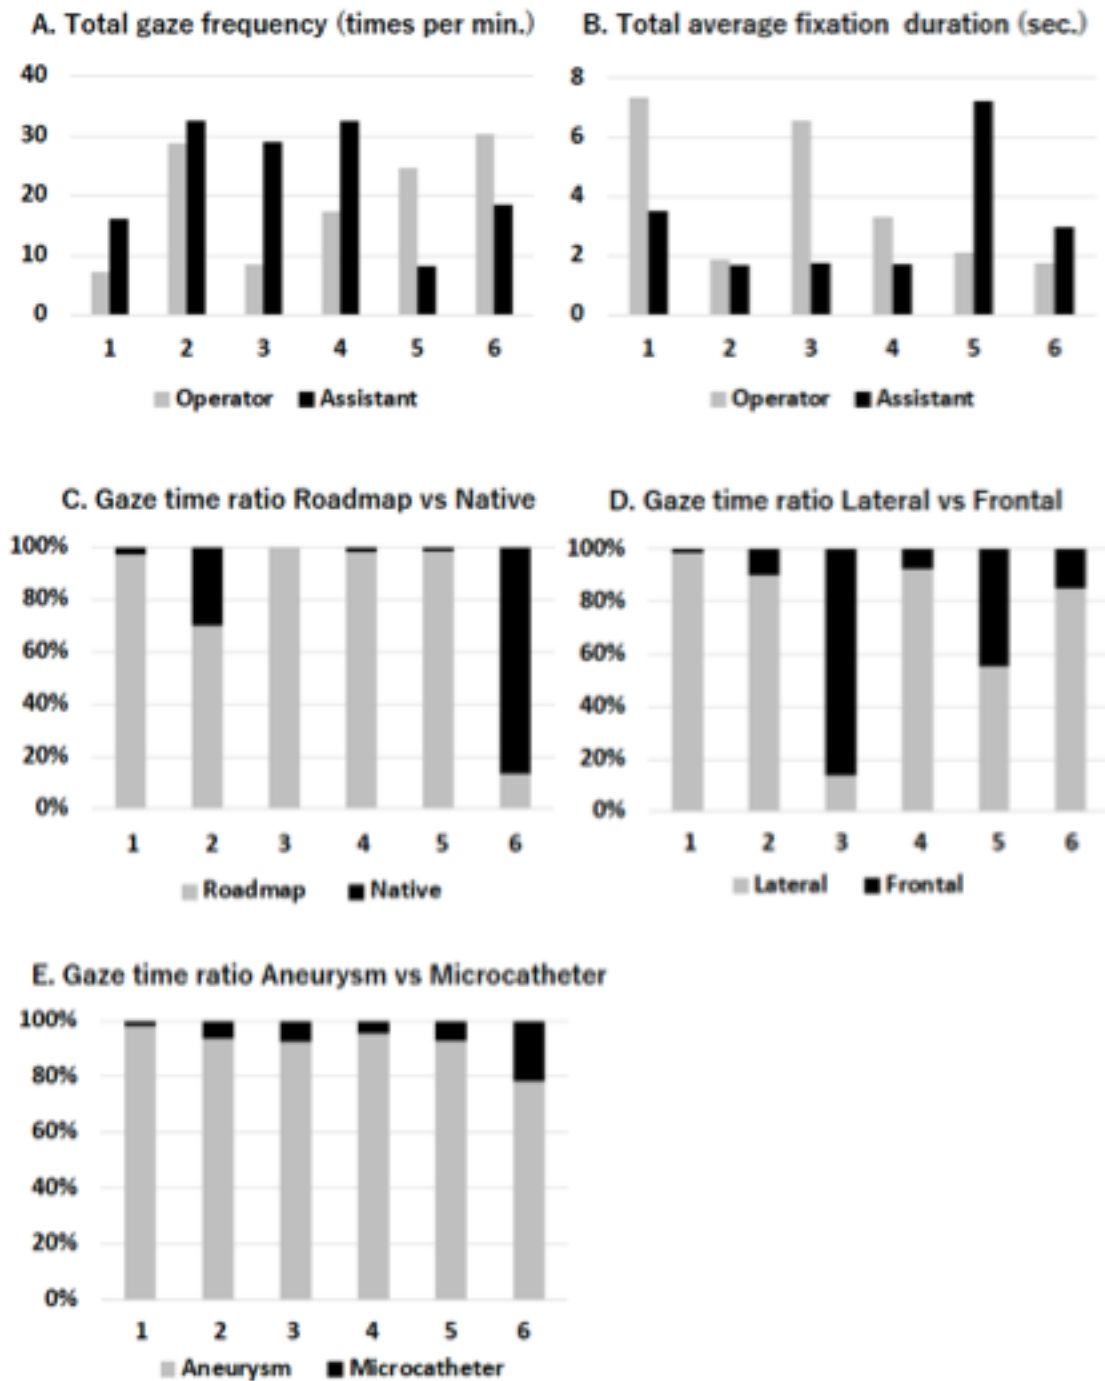 A. Total gaze frequency (times per min.)
40
30
20
10
0
1 2 3 4 5 6
Operator Assistant
B. Total average fixation duration (sec.)
8
6
4
2
0
1 2 3 4 5 6
Operator Assistant
C. Gaze time ratio Roadmap vs Native
100%
80%
60%
40%
20%
0%
1 2 3 4 5 6
Roadmap Native
D. Gaze time ratio Lateral vs Frontal
100%
80%
60%
40%
20%
0%
1 2 3 4 5 6
Lateral Frontal
E. Gaze time ratio Aneurysm vs Microcatheter
100%
80%
60%
40%
20%
0%
1 2 3 4 5 6
Aneurysm Microcatheter